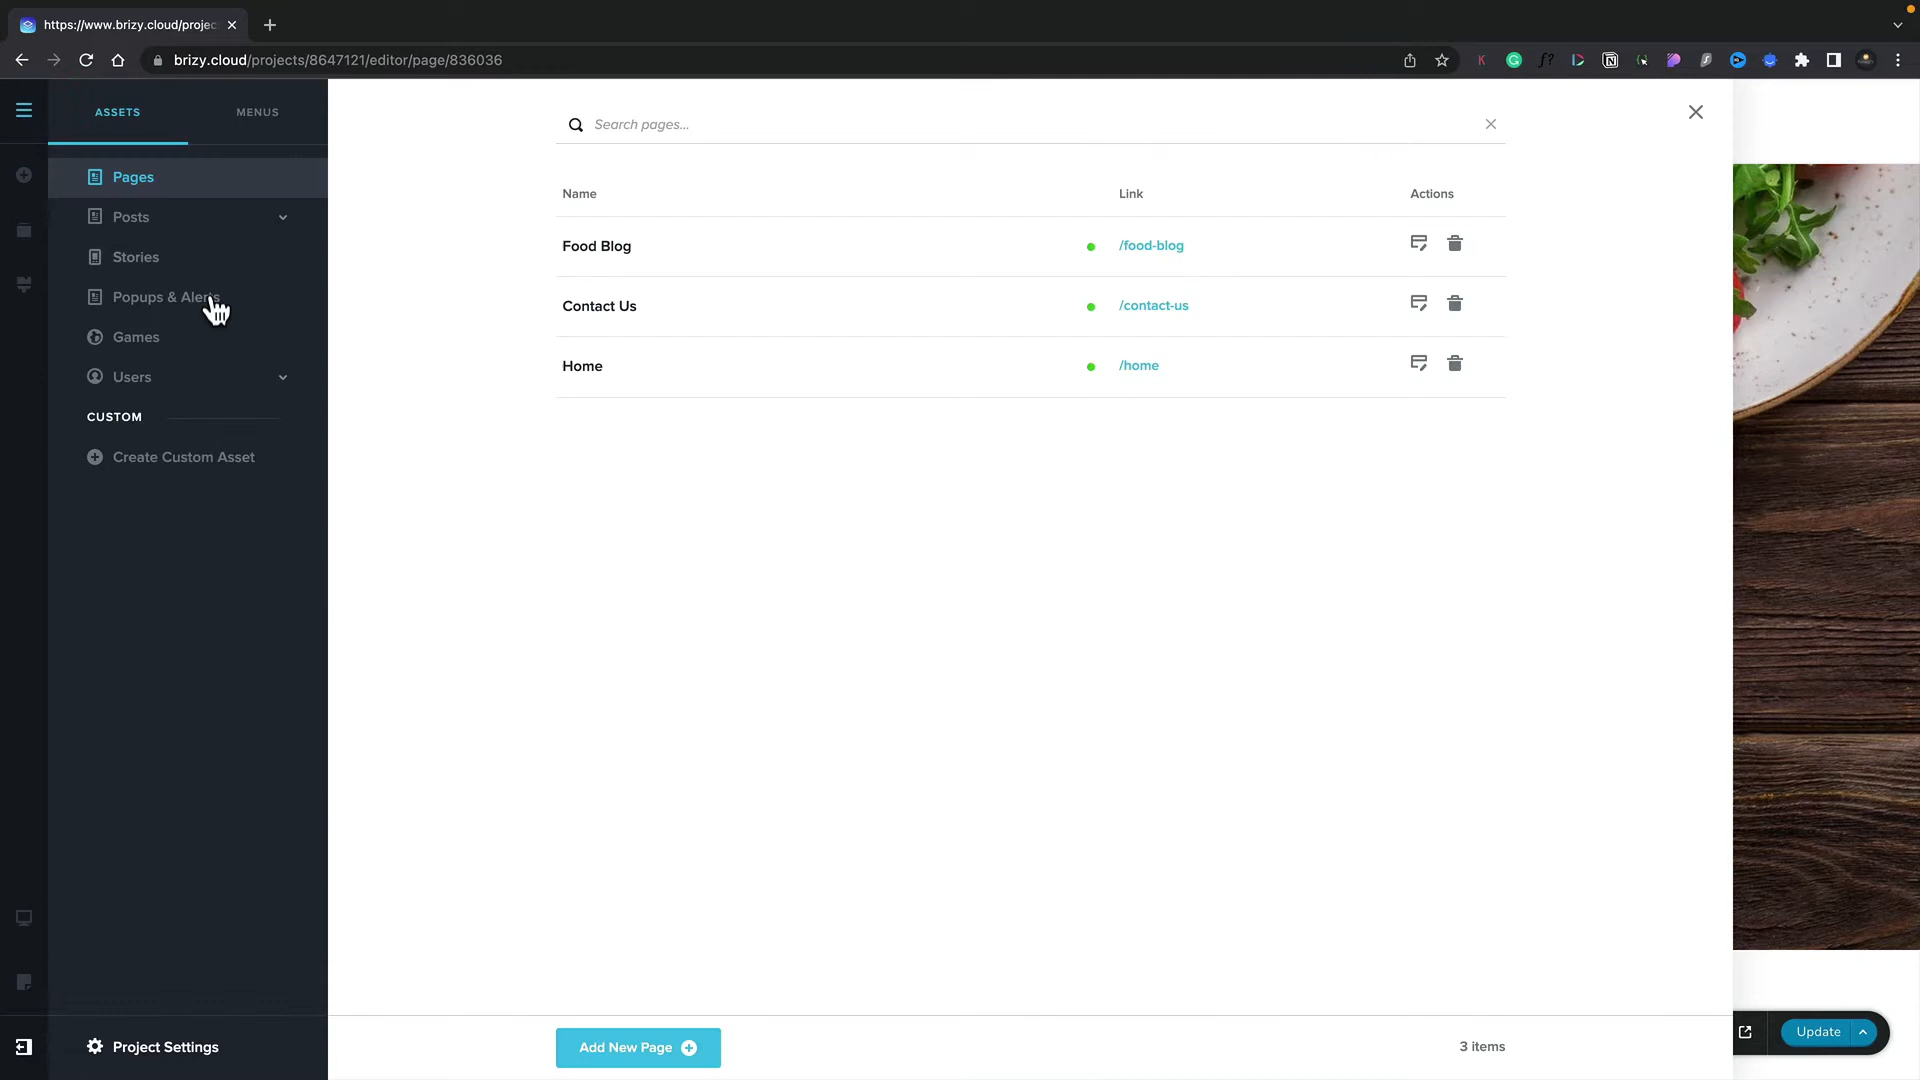 https://www.brizy.cloud/projec
brizy.cloud/projects/8647121/editor/page/836036
ASSETS
MENUS
Pages
Posts
Stories
Popups & Alerts
Games
Users
CUSTOM
Create Custom Asset
Project Settings
Search pages...
Name Link Actions
Food Blog /food-blog
Contact Us /contact-us
Home /home
Add New Page
3 items
Update